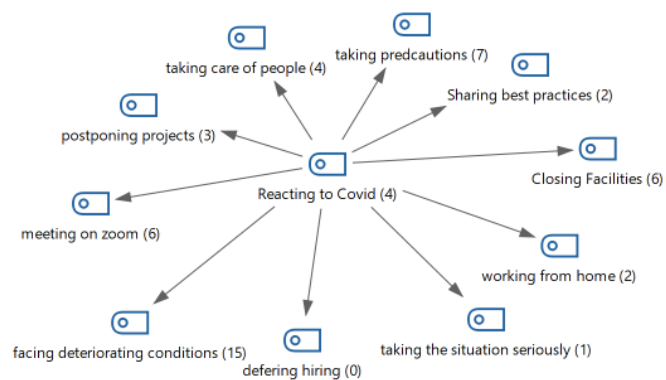 taking predcautions (7)
taking care of people (4)
Sharing best practices (2)
postponing projects (3)
Closing Facilities (6)
Reacting to Covid (4)
meeting on zoom (6)
working from home (2)
facing deteriorating conditions (15)
taking the situation seriously (1)
defering hiring (0)